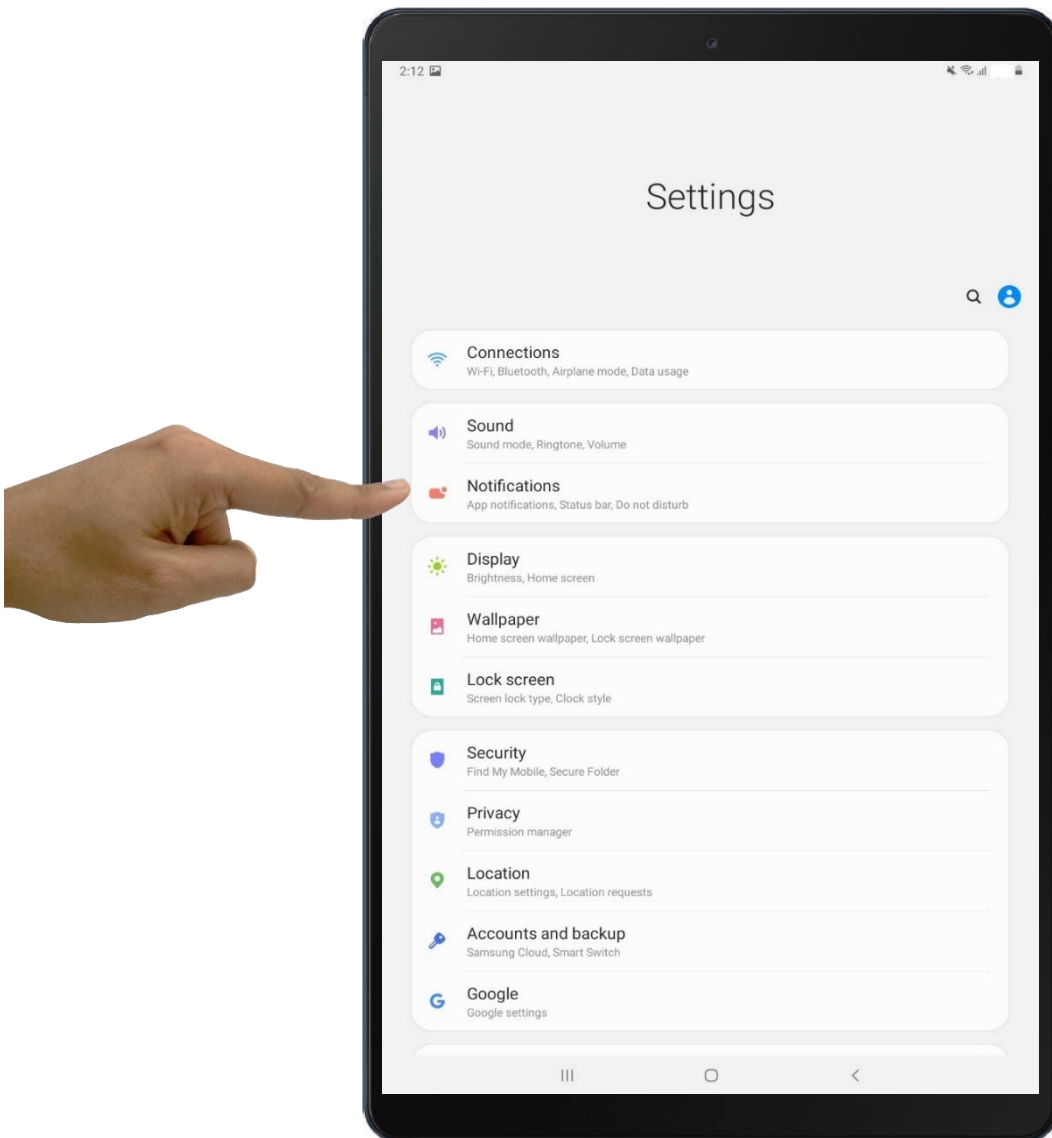 2:12
Settings
Connections
Wi-Fi, Bluetooth, Airplane mode, Data usage
Sound
Sound mode, Ringtone, Volume
Notifications
App notifications, Status bar, Do not disturb
Display
Brightness, Home screen
Wallpaper
Home screen wallpaper, Lock screen wallpaper
Lock screen
Screen lock type, Clock style
Security
Find My Mobile, Secure Folder
Privacy
Permission manager
Location
Location settings, Location requests
Accounts and backup
Samsung Cloud, Smart Switch
Google
Google settings